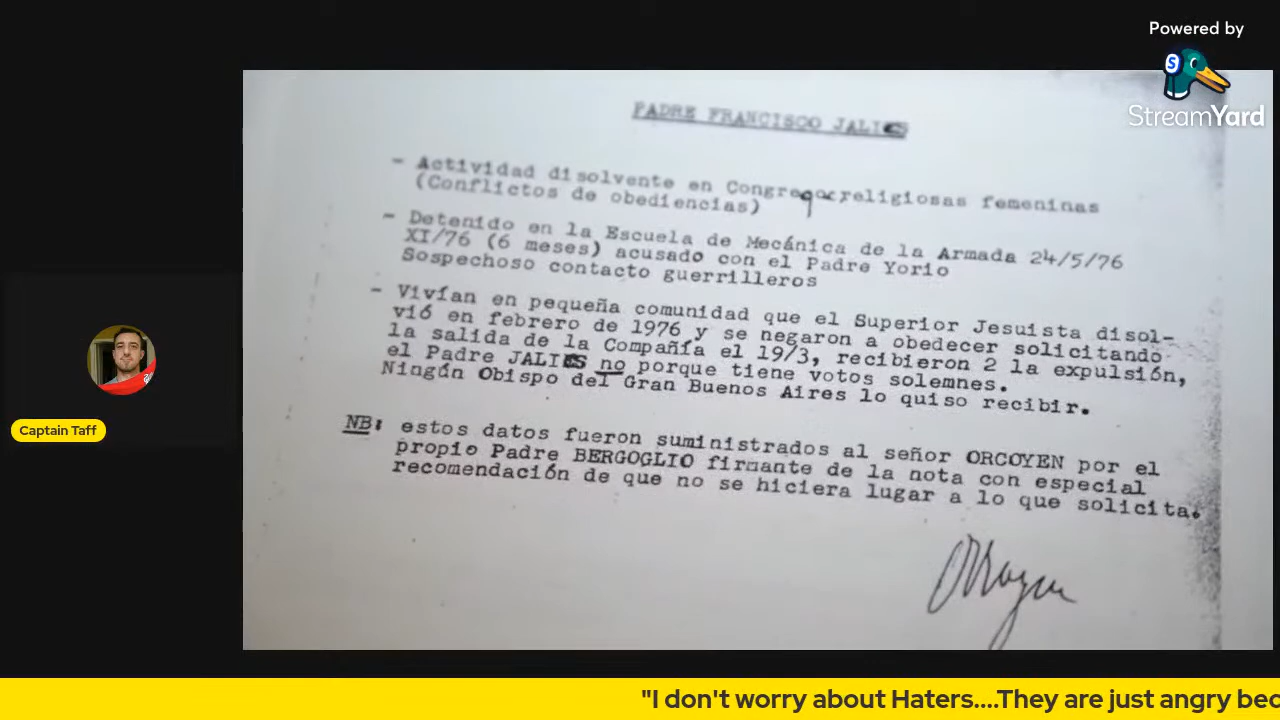 Powered by
StreamYard
PADRE FRANCISCO JALICS
- Actividad disolvente en Congregac, religiosas femeninas
(Conflictos de obediencias)
- Detenido en la Escuela de Mecánica de la Armada 24/5/76
XI/76 (6 meses) acusado con el Padre Yorio
Sospechoso contacto guerrilleros
- Vivían en pequeña comunidad que el Superior Jesuista disol-
vió en febrero de 1976 y se negaron a obedecer solicitando
la salida de la Compañía el 19/3, recibieron 2 la expulsión,
el Padre JALICS no porque tiene votos solemnes.
Ningún Obispo del Gran Buenos Aires lo quiso recibir.
NB: estos datos fueron suministrados al señor ORCOYEN por el
propio Padre BERGOGLIO firmante de la nota con especial
recomendación de que no se hiciera lugar a lo que solicita.
Orcoyen
Captain Taff
"I don't worry about Haters....They are just angry bec